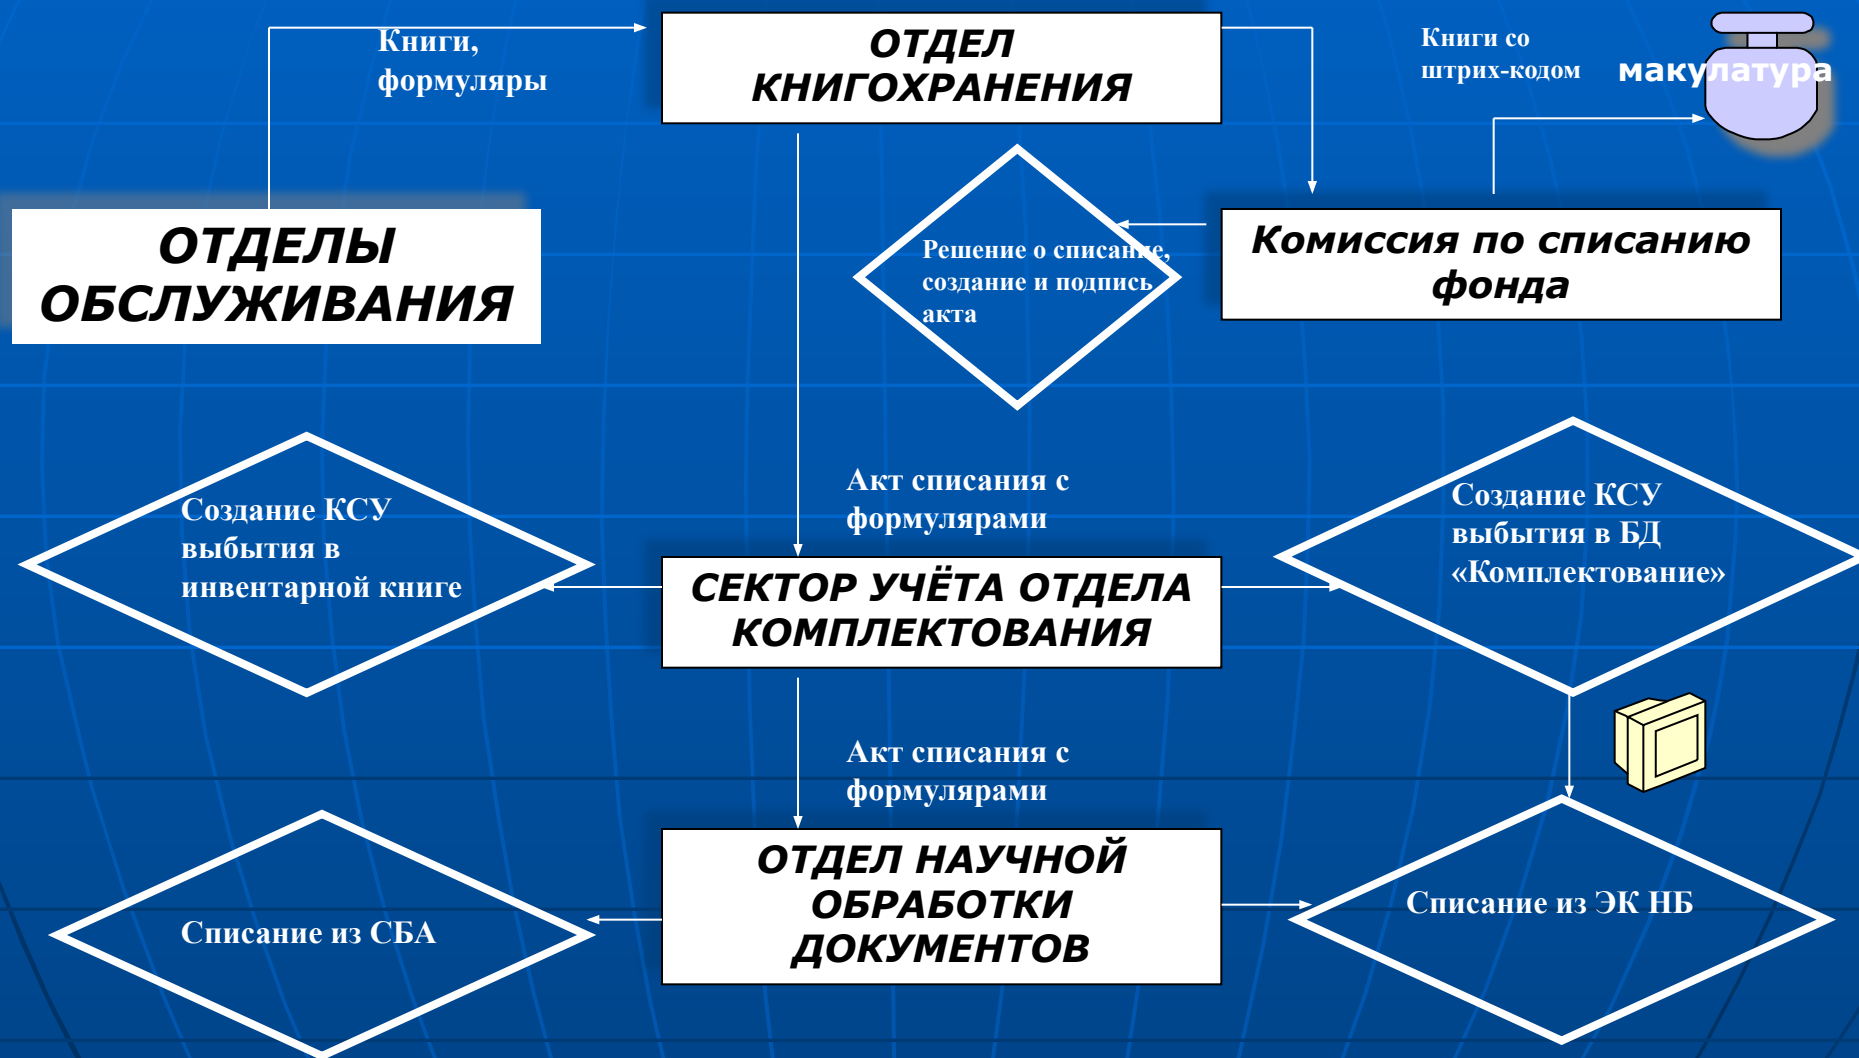 Книги,
формуляры
ОТДЕЛ
КНИГОХРАНЕНИЯ
Книги со
штрих-кодом
макулатура
ОТДЕЛЫ
ОБСЛУЖИВАНИЯ
Решение о списание,
создание и подпись
акта
Комиссия по списанию
фонда
Создание КСУ
выбытия в
инвентарной книге
Акт списания с
формулярами
Создание КСУ
выбытия в БД
«Комплектование»
СЕКТОР УЧЁТА ОТДЕЛА
КОМПЛЕКТОВАНИЯ
Акт списания с
формулярами
Списание из СБА
ОТДЕЛ НАУЧНОЙ
ОБРАБОТКИ
ДОКУМЕНТОВ
Списание из ЭК НБ